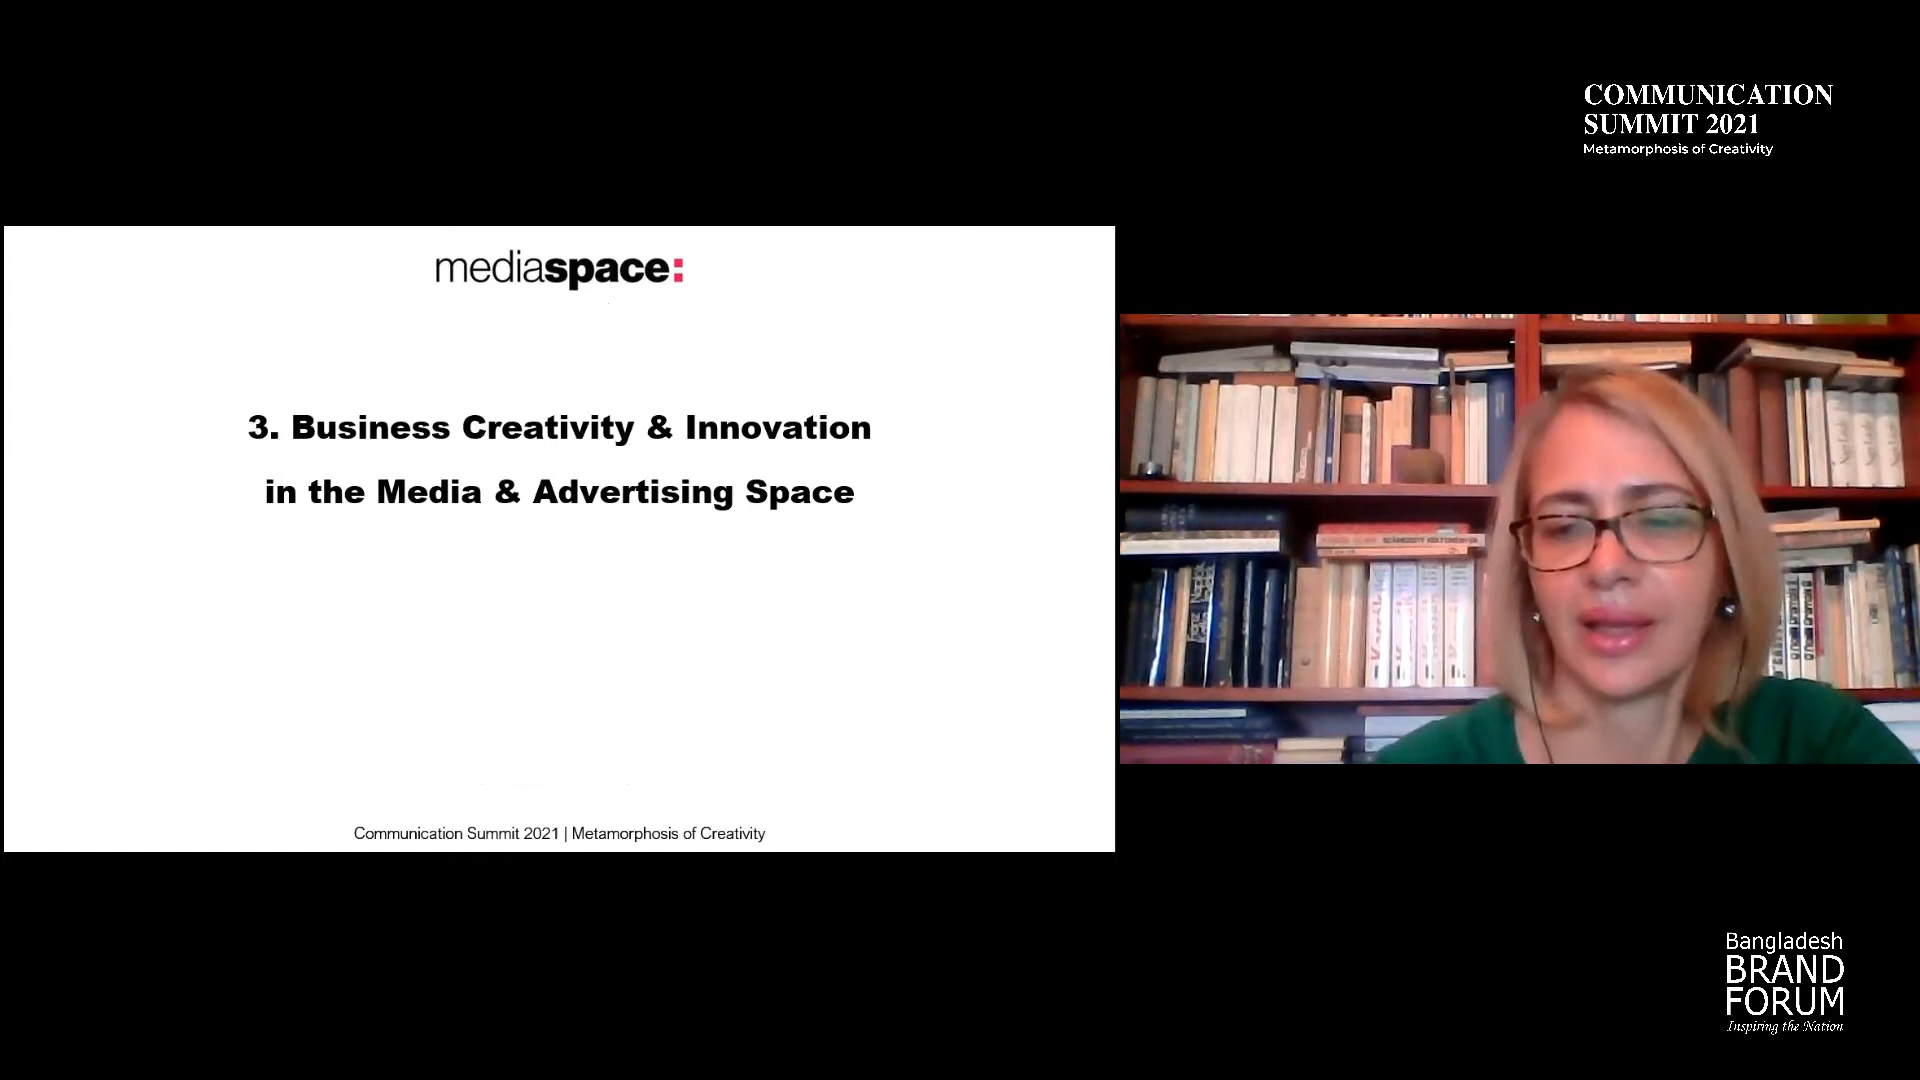 COMMUNICATION
SUMMIT 2021
Metamorphosis of Creativity
mediaspace:
3. Business Creativity & Innovation
in the Media & Advertising Space
Communication Summit 2021 | Metamorphosis of Creativity
Bangladesh
BRAND
FORUM
Inspiring the Nation